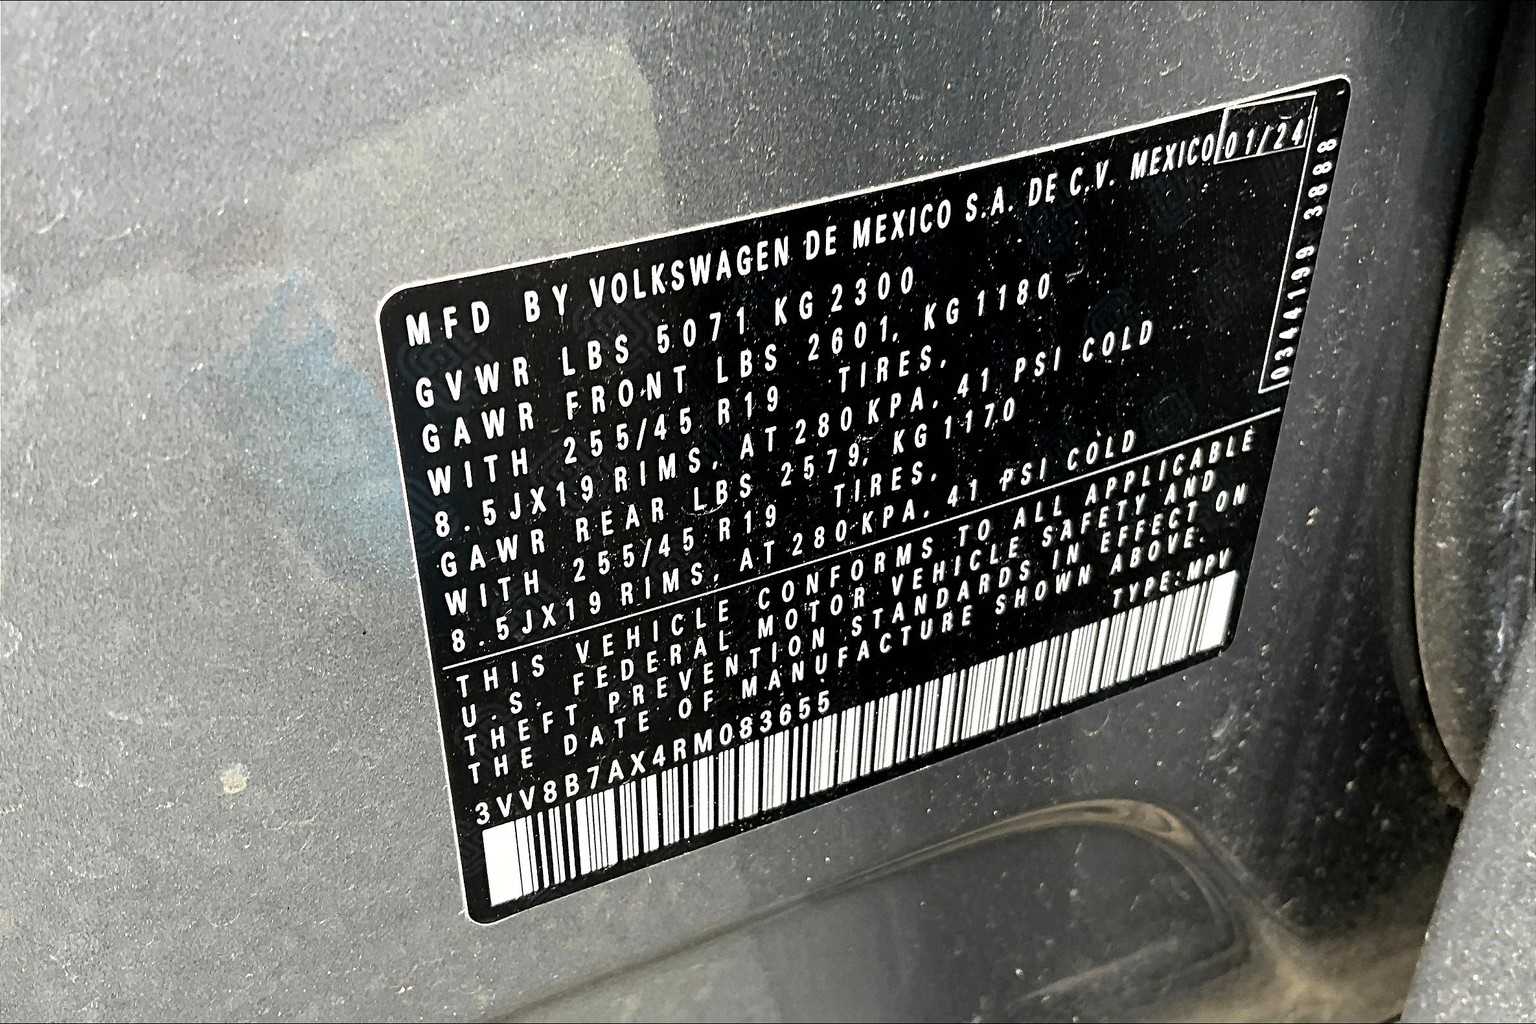 MFD BY VOLKSWAGEN DE MEXICO S.A. DE C.V. MEXICO 01/24
GVWR LBS 5071 KG 2300
GAWR FRONT LBS 2601, KG 1180
WITH 255/45 R19 TIRES,
8.5JX19 RIMS, AT 280 KPA, 41 PSI COLD
GAWR REAR LBS 2579, KG 1170
WITH 255/45 R19 TIRES,
8.5JX19 RIMS, AT 280 KPA, 41 PSI COLD
0344199 3888
THIS VEHICLE CONFORMS TO ALL APPLICABLE
U.S. FEDERAL MOTOR VEHICLE SAFETY AND
THEFT PREVENTION STANDARDS IN EFFECT ON
THE DATE OF MANUFACTURE SHOWN ABOVE.
3VV8B7AX4RM083655 TYPE:MPV